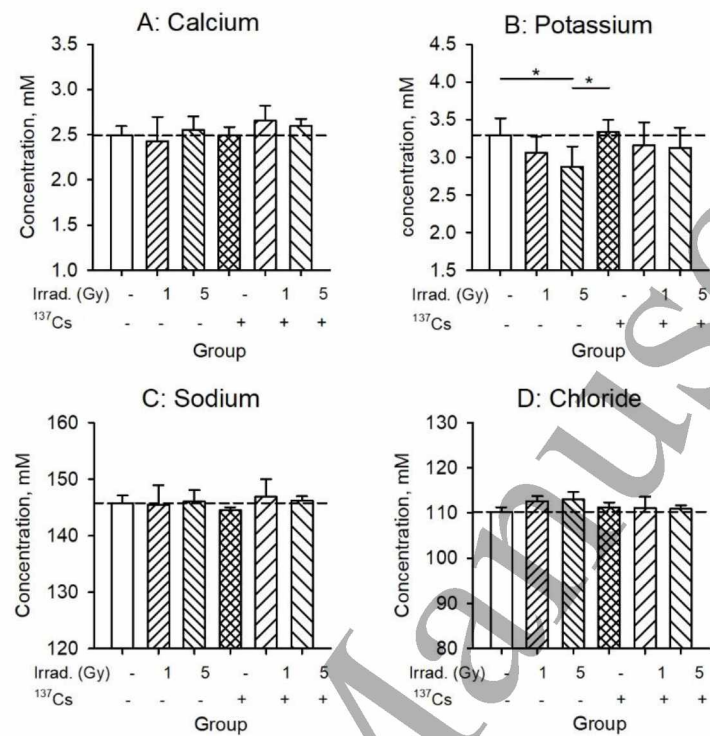 A: Calcium
Concentration, mM
3.5
3.0
2.5
2.0
1.5
1.0
Irrad. (Gy) - 1 5 - 1 5
137Cs - - - + + +
Group
B: Potassium
concentration, mM
4.5
4.0
3.5
3.0
2.5
2.0
1.5
* *
Irrad. (Gy) - 1 5 - 1 5
137Cs - - - + + +
Group
C: Sodium
Concentration, mM
160
150
140
130
120
Irrad. (Gy) - 1 5 - 1 5
137Cs - - - + + +
Group
D: Chloride
Concentration, mM
130
120
110
100
90
80
Irrad. (Gy) - 1 5 - 1 5
137Cs - - - + + +
Group
Manus